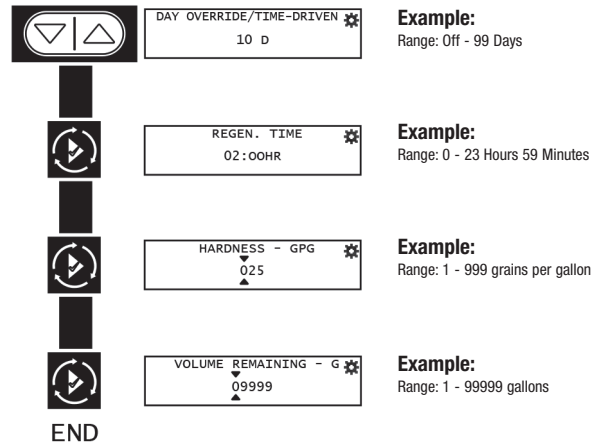 DAY OVERRIDE/TIME-DRIVEN
10 D
Example:
Range: Off - 99 Days
REGEN. TIME
02:OOHR
Example:
Range: 0 - 23 Hours 59 Minutes
HARDNESS - GPG
025
Example:
Range: 1 - 999 grains per gallon
VOLUME REMAINING - G
09999
Example:
Range: 1 - 99999 gallons
END